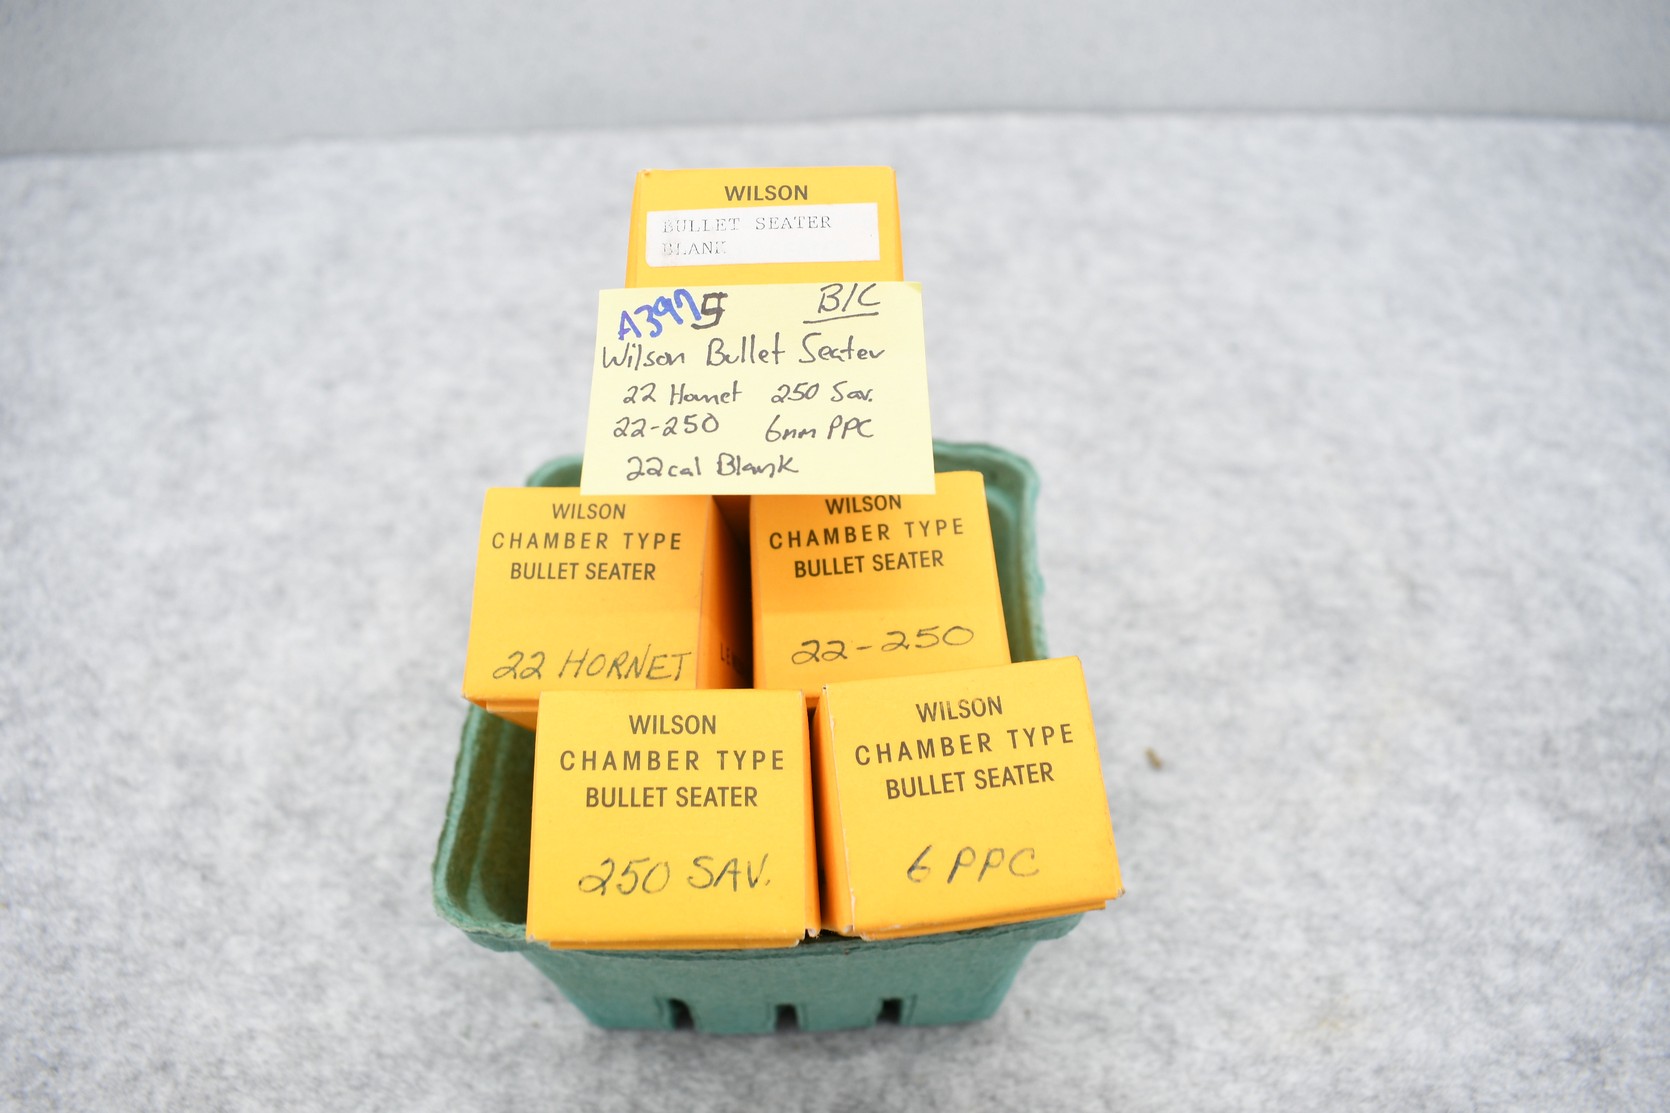 WILSON
BULLET SEATER
BLANK
A3975 B/C
Wilson Bullet Seater
22 Hornet 250 Sav.
22-250 6mm PPC
22cal Blank
WILSON
CHAMBER TYPE
BULLET SEATER
22 HORNET
WILSON
CHAMBER TYPE
BULLET SEATER
22-250
WILSON
CHAMBER TYPE
BULLET SEATER
250 SAV.
WILSON
CHAMBER TYPE
BULLET SEATER
6 PPC